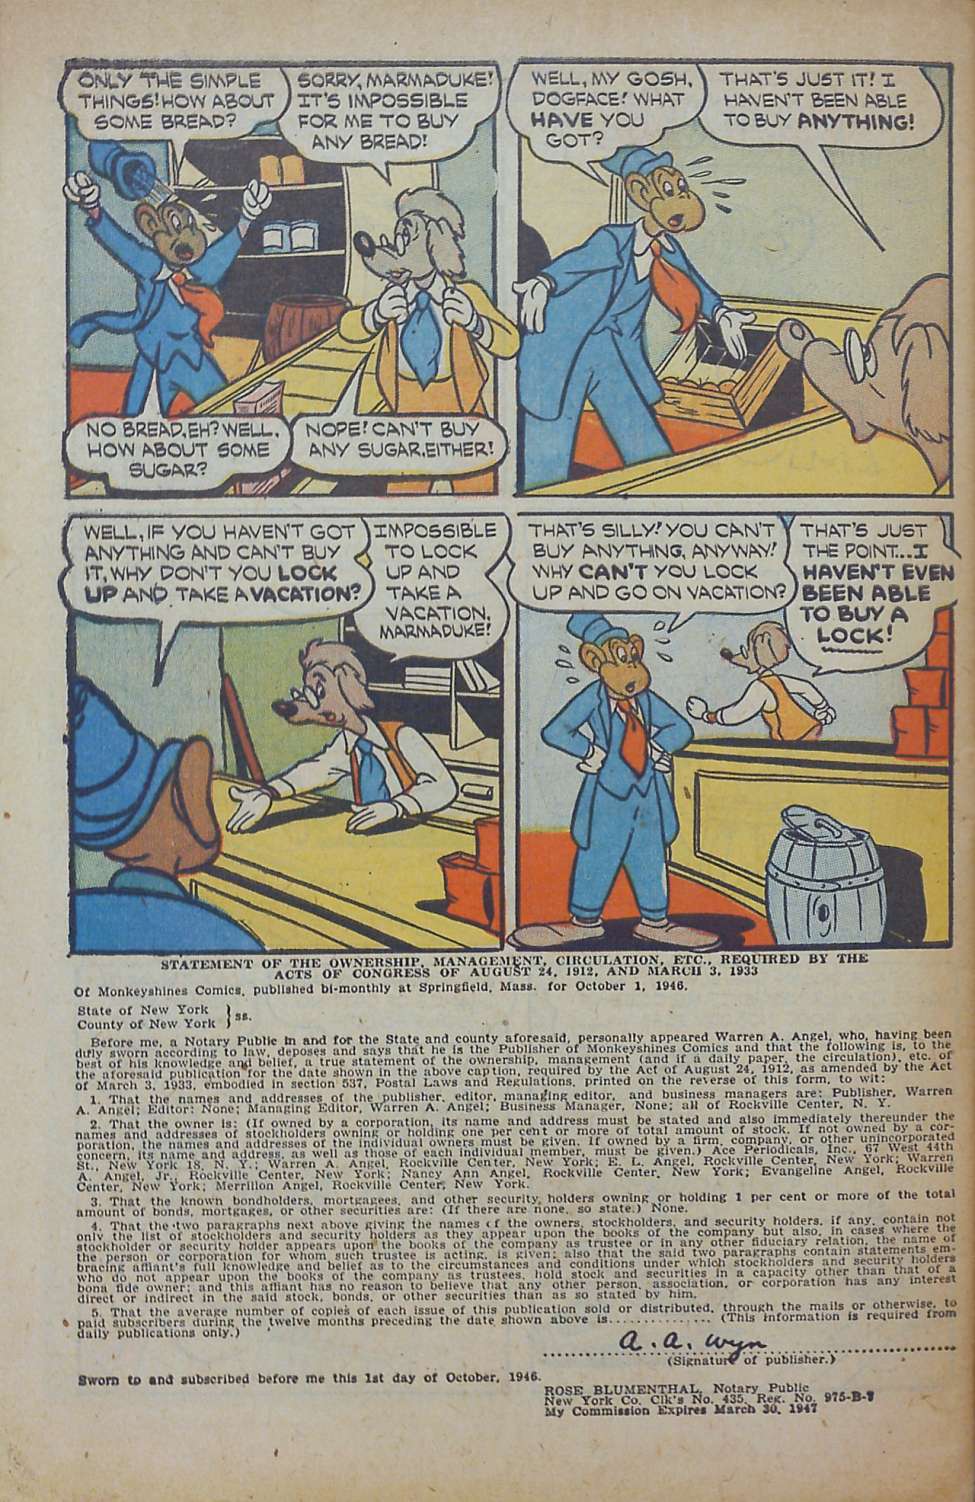 ONLY THE SIMPLE
THINGS! HOW ABOUT
SOME BREAD?
SORRY, MARMADUKE!
IT'S IMPOSSIBLE
FOR ME TO BUY
ANY BREAD!
NO BREAD, EH? WELL,
HOW ABOUT SOME
SUGAR?
NOPE! CAN'T BUY
ANY SUGAR, EITHER!
WELL, MY GOSH,
DOGFACE! WHAT
HAVE YOU
GOT?
THAT'S JUST IT! I
HAVEN'T BEEN ABLE
TO BUY ANYTHING!
WELL, IF YOU HAVEN'T GOT
ANYTHING AND CAN'T BUY
IT, WHY DON'T YOU LOCK
UP AND TAKE A VACATION?
IMPOSSIBLE
TO LOCK
UP AND
TAKE A
VACATION,
MARMADUKE!
THAT'S SILLY! YOU CAN'T
BUY ANYTHING, ANYWAY!
WHY CAN'T YOU LOCK
UP AND GO ON VACATION?
THAT'S JUST
THE POINT...I
HAVEN'T EVEN
BEEN ABLE
TO BUY A
LOCK!
STATEMENT OF THE OWNERSHIP, MANAGEMENT, CIRCULATION, ETC., REQUIRED BY THE
ACTS OF CONGRESS OF AUGUST 24, 1912, AND MARCH 3, 1933
Of Monkeyshines Comics, published bi-monthly at Springfield, Mass. for October 1, 1946.
State of New York
County of New York } ss.
Before me, a Notary Public in and for the State and county aforesaid, personally appeared Warren A. Angel, who, having been
duly sworn according to law, deposes and says that he is the Publisher of Monkeyshines Comics and that the following is, to the
best of his knowledge and belief, a true statement of the ownership, management (and if a daily paper, the circulation), etc. of
the aforesaid publication for the date shown in the above caption, required by the Act of August 24, 1912, as amended by the Act
of March 3, 1933, embodied in section 537, Postal Laws and Regulations, printed on the reverse of this form, to wit:
1. That the names and addresses of the publisher, editor, managing editor, and business managers are: Publisher, Warren
A. Angel; Editor: None; Managing Editor, Warren A. Angel; Business Manager, None; all of Rockville Center, N. Y.
2. That the owner is: (If owned by a corporation, its name and address must be stated and also immediately thereunder the
names and addresses of stockholders owning or holding one per cent or more of total amount of stock. If not owned by a cor-
poration, the names and addresses of the individual owners must be given. If owned by a firm, company, or other unincorporated
concern, its name and address, as well as those of each individual member, must be given.) Ace Periodicals, Inc., 67 West 44th
St., New York 18, N. Y.; Warren A. Angel, Rockville Center, New York; E. L. Angel, Rockville Center, New York; Warren
A. Angel, Jr., Rockville Center, New York; Nancy Ann Angel, Rockville Center, New York; Evangeline Angel, Rockville
Center, New York; Merrillon Angel, Rockville Center, New York.
3. That the known bondholders, mortgagees, and other security holders owning or holding 1 per cent or more of the total
amount of bonds, mortgages, or other securities are: (If there are none, so state.) None.
4. That the two paragraphs next above giving the names of the owners, stockholders, and security holders, if any, contain not
only the list of stockholders and security holders as they appear upon the books of the company but also, in cases where the
stockholder or security holder appears upon the books of the company as trustee or in any other fiduciary relation, the name of
the person or corporation for whom such trustee is acting, is given; also that the said two paragraphs contain statements em-
bracing affiant's full knowledge and belief as to the circumstances and conditions under which stockholders and security holders
who do not appear upon the books of the company as trustees, hold stock and securities in a capacity other than that of a
bona fide owner; and this affiant has no reason to believe that any other person, association, or corporation has any interest
direct or indirect in the said stock, bonds, or other securities than as so stated by him.
5. That the average number of copies of each issue of this publication sold or distributed, through the mails or otherwise, to
paid subscribers during the twelve months preceding the date shown above is.............. (This information is required from
daily publications only.)
A. A. Wyn
(Signature of publisher.)
Sworn to and subscribed before me this 1st day of October, 1946.
ROSE BLUMENTHAL, Notary Public
New York Co. Clk's No. 435, Reg. No. 975-B-7
My Commission Expires March 30, 1947